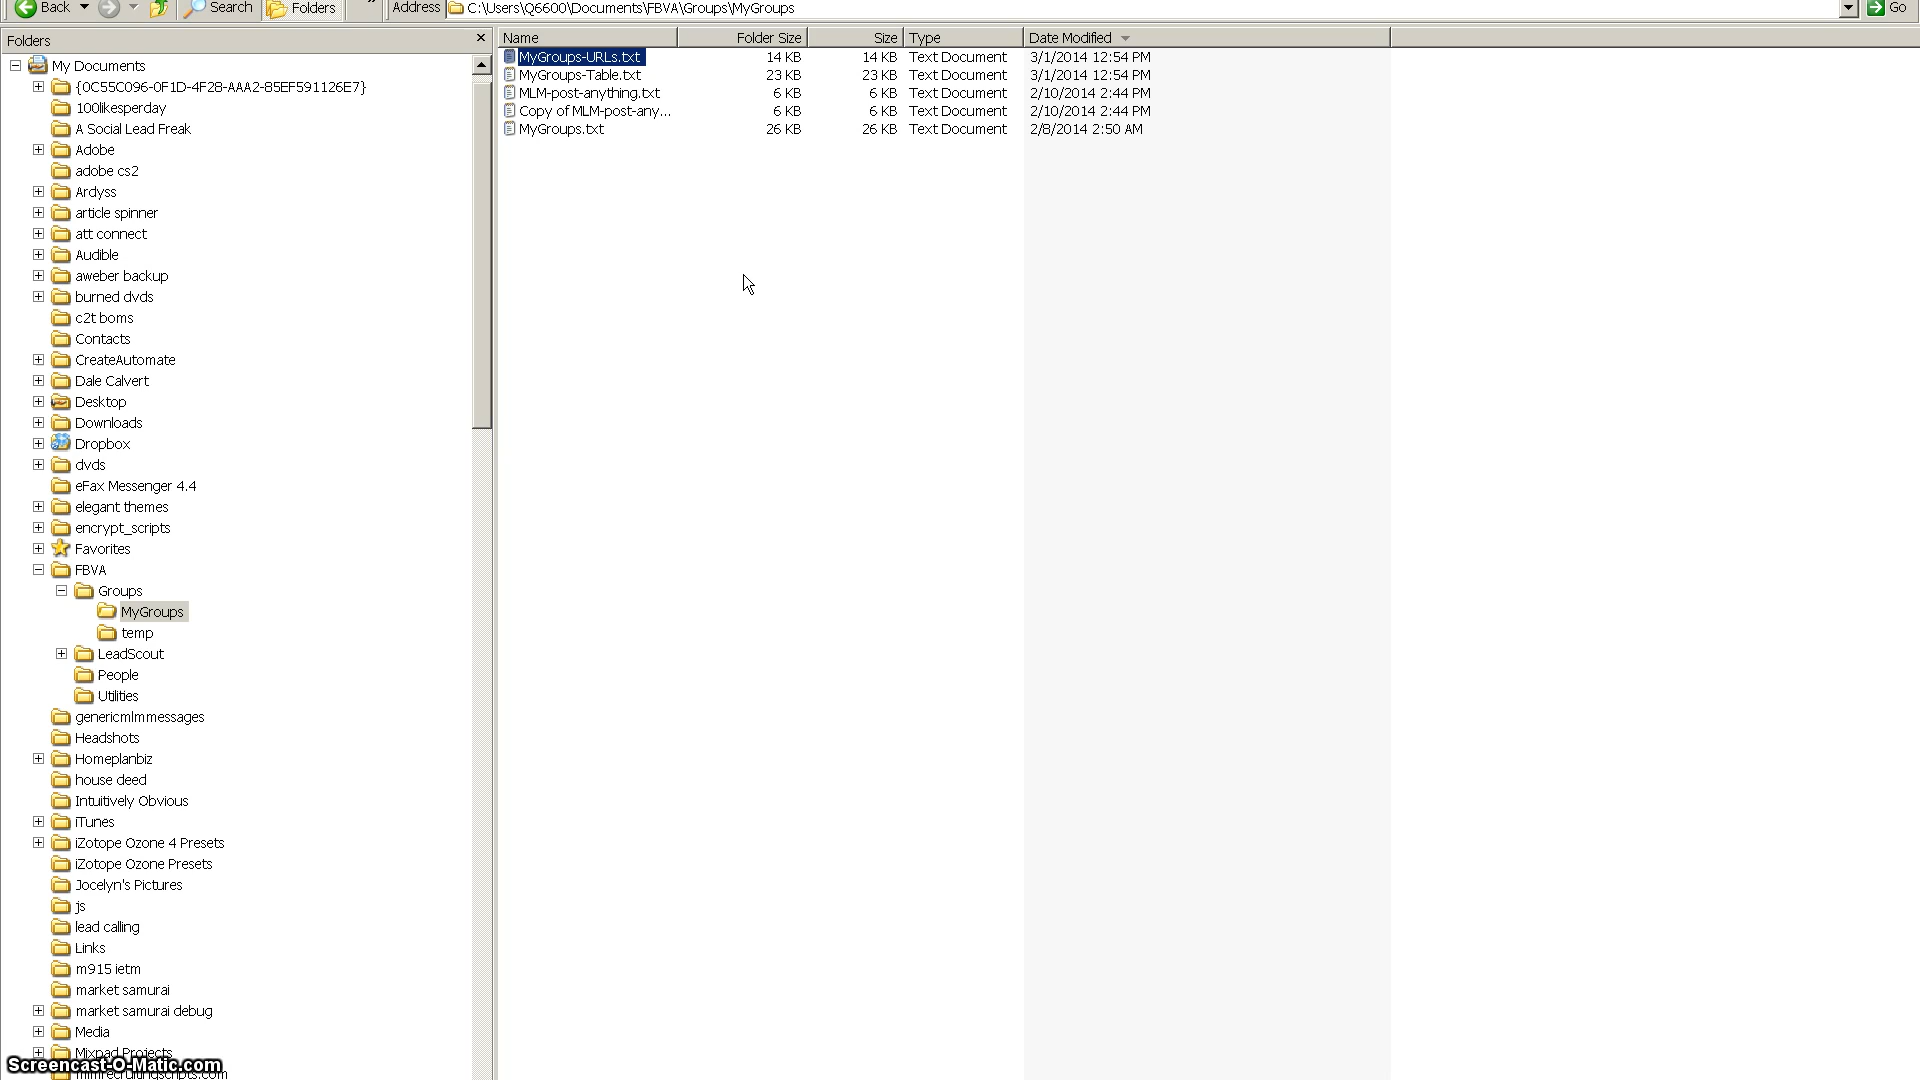 Back Search Folders » Address C:\Users\Q6600\Documents\FBVA\Groups\MyGroups Go
Folders
Name Folder Size Size Type Date Modified
My Documents
{0C55C096-0F1D-4F28-AAA2-85EF591126E7}
100likesperday
A Social Lead Freak
Adobe
adobe cs2
Ardyss
article spinner
att connect
Audible
aweber backup
burned dvds
c2t boms
Contacts
CreateAutomate
Dale Calvert
Desktop
Downloads
Dropbox
dvds
eFax Messenger 4.4
elegant themes
encrypt_scripts
Favorites
FBVA
Groups
MyGroups
temp
LeadScout
People
Utilities
genericmlmmessages
Headshots
Homeplanbiz
house deed
Intuitively Obvious
iTunes
iZotope Ozone 4 Presets
iZotope Ozone Presets
Jocelyn's Pictures
js
lead calling
Links
m915 ietm
market samurai
market samurai debug
Media
Mixpad Projects
mlmrecruitingscripts.com
MyGroups-URLs.txt 14 KB 14 KB Text Document 3/1/2014 12:54 PM
MyGroups-Table.txt 23 KB 23 KB Text Document 3/1/2014 12:54 PM
MLM-post-anything.txt 6 KB 6 KB Text Document 2/10/2014 2:44 PM
Copy of MLM-post-any... 6 KB 6 KB Text Document 2/10/2014 2:44 PM
MyGroups.txt 26 KB 26 KB Text Document 2/8/2014 2:50 AM
Screencast-O-Matic.com